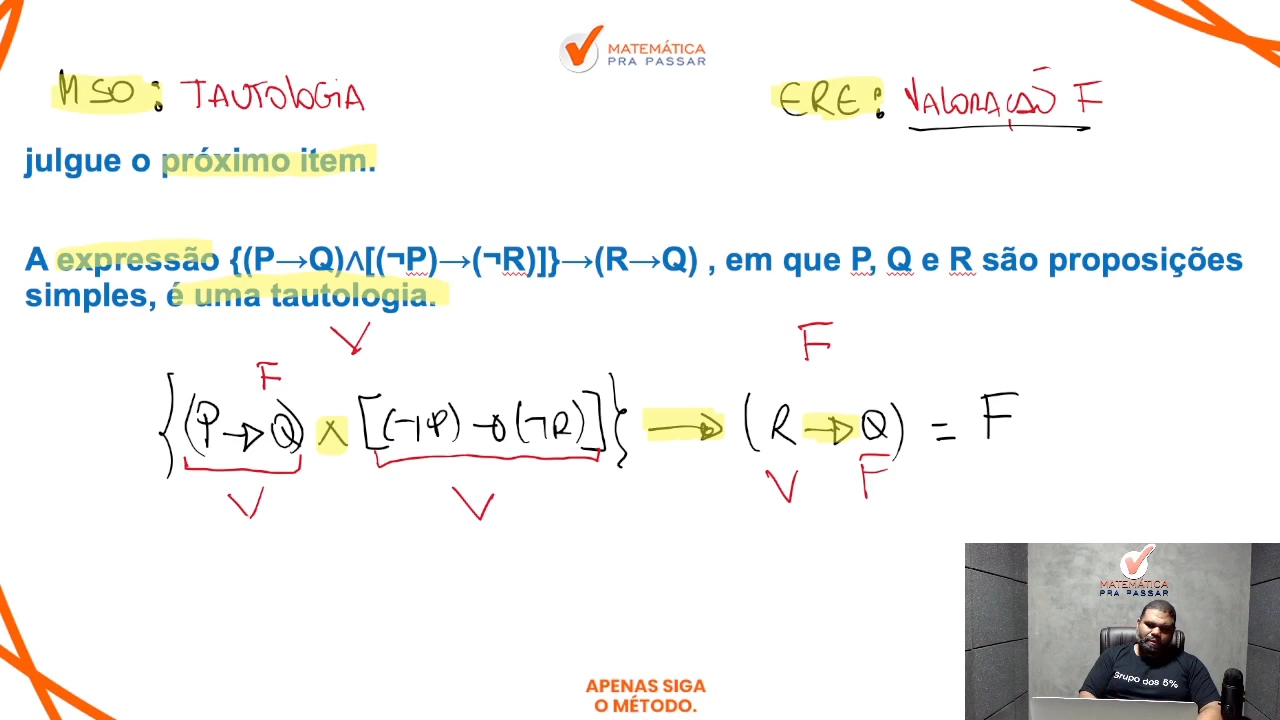 MATEMÁTICA
PRA PASSAR
MSO: TAUTOLOGIA
ERE: VALORAÇÃO F
julgue o próximo item.
A expressão {(P→Q)∧[(¬P)→(¬R)]}→(R→Q) , em que P, Q e R são proposições
simples, é uma tautologia.
V
F
F
{(P→Q) ∧ [(¬P)→(¬R)]} → (R→Q) = F
V
V
V
F
MATEMÁTICA
PRA PASSAR
Grupo dos 5%
APENAS SIGA
O MÉTODO.